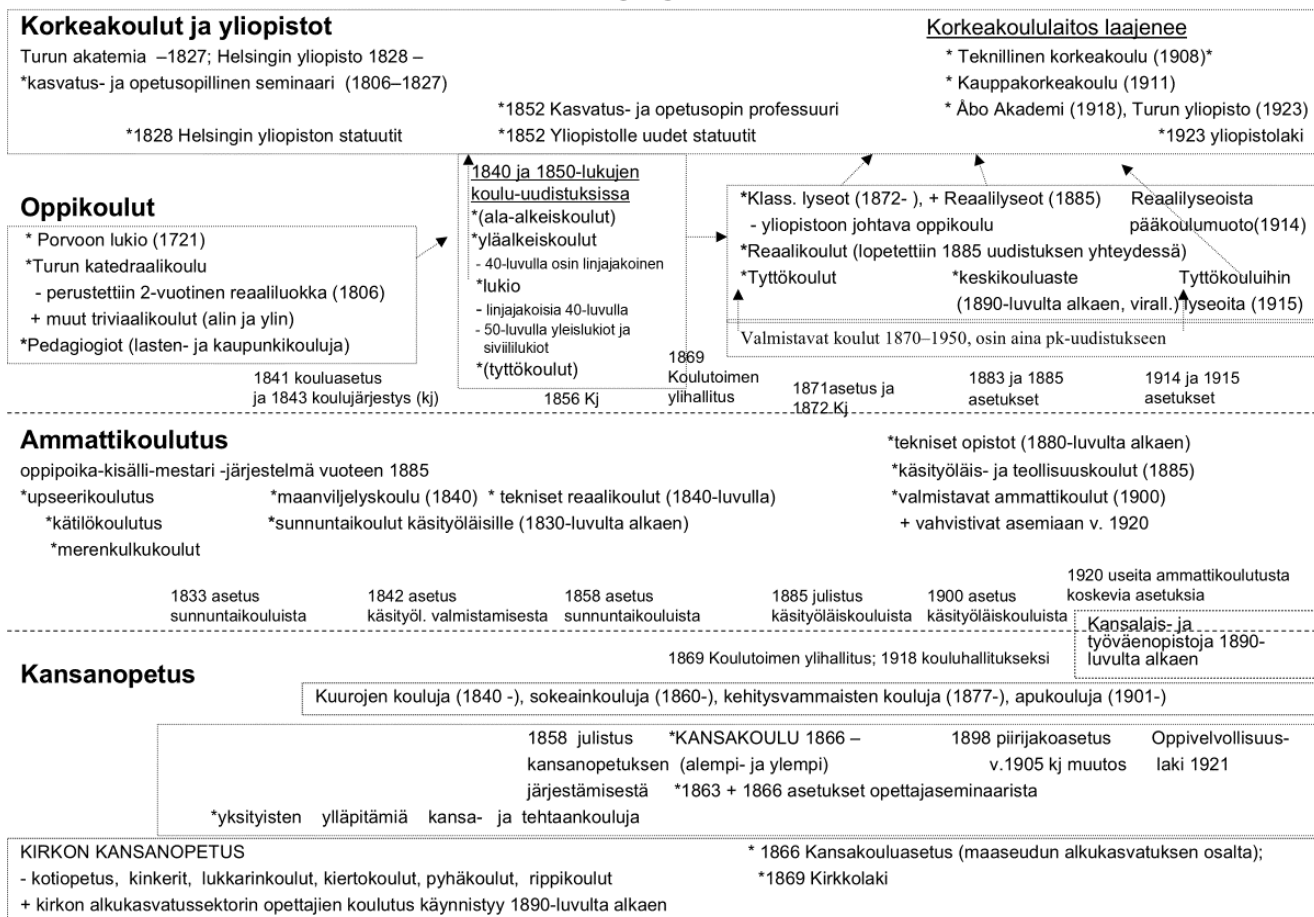 Korkeakoulut ja yliopistot
Turun akatemia –1827; Helsingin yliopisto 1828 –
*kasvatus- ja opetusopillinen seminaari (1806–1827)
*1852 Kasvatus- ja opetusopin professuuri
*1828 Helsingin yliopiston statuutit
*1852 Yliopistolle uudet statuutit
Korkeakoululaitos laajenee
* Teknillinen korkeakoulu (1908)*
* Kauppakorkeakoulu (1911)
* Åbo Akademi (1918), Turun yliopisto (1923)
*1923 yliopistolaki
Oppikoulut
* Porvoon lukio (1721)
*Turun katedraalikoulu
- perustettiin 2-vuotinen reaaliluokka (1806)
+ muut triviaalikoulut (alin ja ylin)
*Pedagogiot (lasten- ja kaupunkikouluja)
1840 ja 1850-lukujen
koulu-uudistuksissa
*(ala-alkeiskoulut)
*yläalkeiskoulut
- 40-luvulla osin linjajakoinen
*lukio
- linjajakoisia 40-luvulla
- 50-luvulla yleislukiot ja
siviililukiot
*(tyttökoulut)
*Klass. lyseot (1872- ), + Reaalilyseot (1885)
- yliopistoon johtava oppikoulu
Reaalilyseoista
pääkoulumuoto(1914)
*Reaalikoulut (lopetettiin 1885 uudistuksen yhteydessä)
*Tyttökoulut
*keskikouluaste
(1890-luvulta alkaen, virall.)
Tyttökouluihin
lyseoita (1915)
Valmistavat koulut 1870–1950, osin aina pk-uudistukseen
1841 kouluasetus
ja 1843 koulujärjestys (kj)
1856 Kj
1869
Koulutoimen
ylihallitus
1871asetus ja
1872 Kj
1883 ja 1885
asetukset
1914 ja 1915
asetukset
Ammattikoulutus
oppipoika-kisälli-mestari -järjestelmä vuoteen 1885
*upseerikoulutus
*kätilökoulutus
*merenkulkukoulut
*maanviljelyskoulu (1840) * tekniset reaalikoulut (1840-luvulla)
*sunnuntaikoulut käsityöläisille (1830-luvulta alkaen)
*tekniset opistot (1880-luvulta alkaen)
*käsityöläis- ja teollisuuskoulut (1885)
*valmistavat ammattikoulut (1900)
+ vahvistivat asemiaan v. 1920
1833 asetus
sunnuntaikouluista
1842 asetus
käsityöl. valmistamisesta
1858 asetus
sunnuntaikouluista
1885 julistus
käsityöläiskouluista
1900 asetus
käsityöläiskouluista
1920 useita ammattikoulutusta
koskevia asetuksia
Kansalais- ja
työväenopistoja 1890-
luvulta alkaen
Kansanopetus
1869 Koulutoimen ylihallitus; 1918 kouluhallitukseksi
Kuurojen kouluja (1840 -), sokeainkouluja (1860-), kehitysvammaisten kouluja (1877-), apukouluja (1901-)
1858 julistus
kansanopetuksen
järjestämisestä
*KANSAKOULU 1866 –
(alempi- ja ylempi)
*1863 + 1866 asetukset opettajaseminaarista
1898 piirijakoasetus
v.1905 kj muutos
Oppivelvollisuus-
laki 1921
*yksityisten ylläpitämiä kansa- ja tehtaankouluja
KIRKON KANSANOPETUS
- kotiopetus, kinkerit, lukkarinkoulut, kiertokoulut, pyhäkoulut, rippikoulut
+ kirkon alkukasvatussektorin opettajien koulutus käynnistyy 1890-luvulta alkaen
* 1866 Kansakouluasetus (maaseudun alkukasvatuksen osalta);
*1869 Kirkkolaki